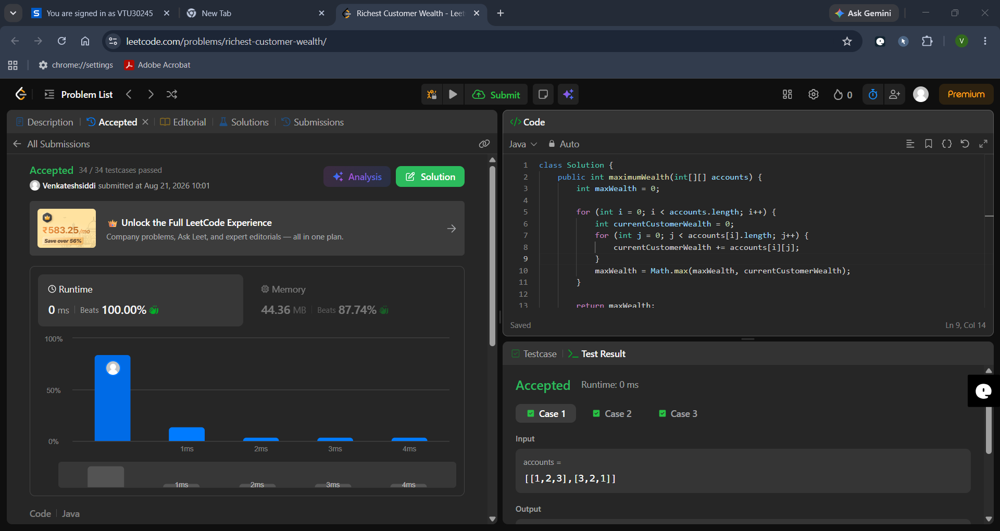 You are signed in as VTU30245
New Tab
Richest Customer Wealth - Leet
Ask Gemini
leetcode.com/problems/richest-customer-wealth/
V
chrome://settings
Adobe Acrobat
Problem List
Submit
0
Premium
Description
Accepted
Editorial
Solutions
Submissions
All Submissions
Accepted 34 / 34 testcases passed
Venkateshsiddi submitted at Aug 21, 2026 10:01
Analysis
Solution
₹583.25/mo
Save over 56%
Unlock the Full LeetCode Experience
Company problems, Ask Leet, and expert editorials — all in one plan.
Runtime
0 ms Beats 100.00%
Memory
44.36 MB Beats 87.74%
100%
50%
0%
1ms 2ms 3ms 4ms
1ms 2ms 3ms 4ms
Code Java
</> Code
Java Auto
1 class Solution {
2 public int maximumWealth(int[][] accounts) {
3 int maxWealth = 0;
4
5 for (int i = 0; i < accounts.length; i++) {
6 int currentCustomerWealth = 0;
7 for (int j = 0; j < accounts[i].length; j++) {
8 currentCustomerWealth += accounts[i][j];
9 }
10 maxWealth = Math.max(maxWealth, currentCustomerWealth);
11 }
12
13 return maxWealth;
Saved
Ln 9, Col 14
Testcase
Test Result
Accepted Runtime: 0 ms
Case 1 Case 2 Case 3
Input
accounts =
[[1,2,3],[3,2,1]]
Output